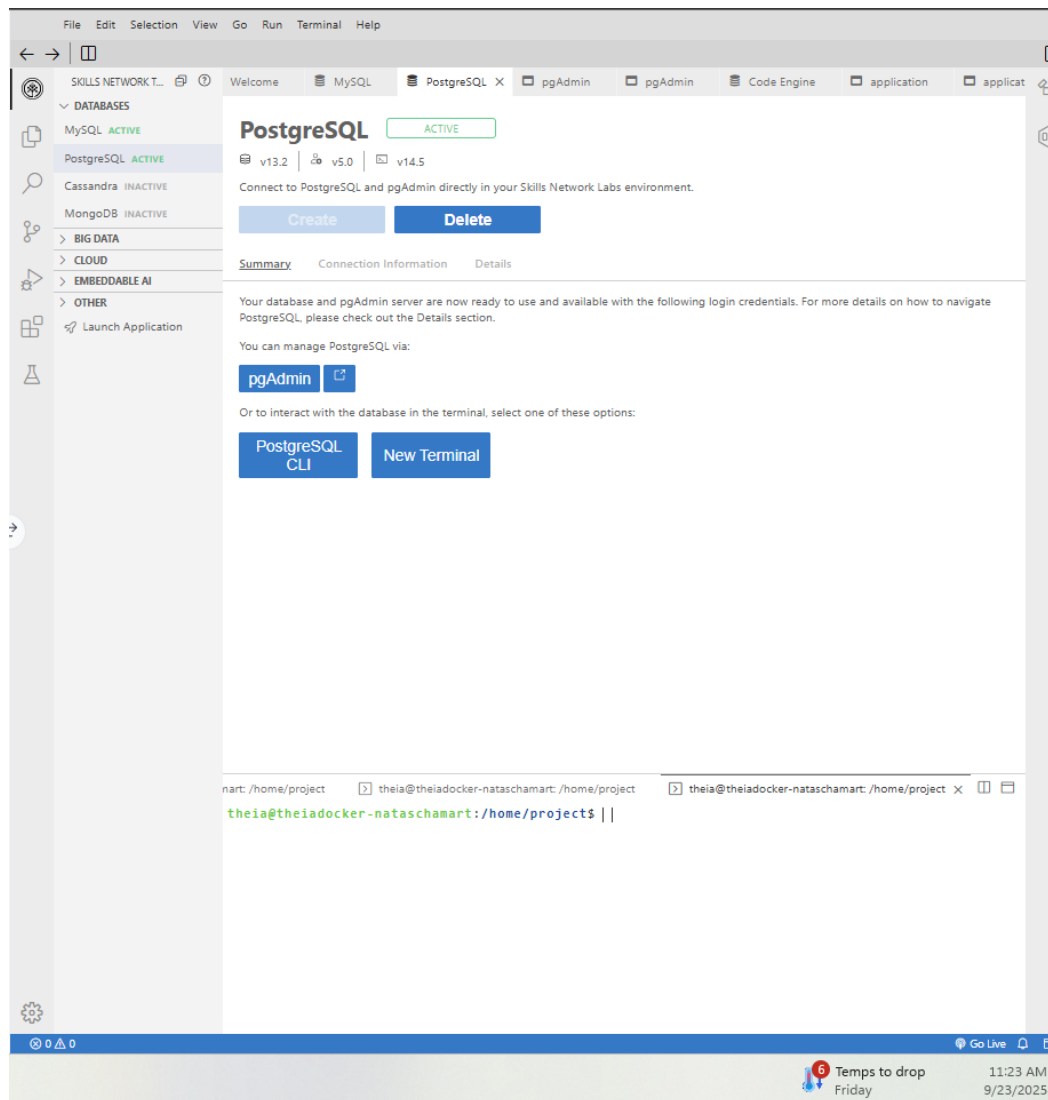 File Edit Selection View Go Run Terminal Help
SKILLS NETWORK T...
Welcome MySQL PostgreSQL pgAdmin pgAdmin Code Engine application applicat
DATABASES
MySQL ACTIVE
PostgreSQL ACTIVE
Cassandra INACTIVE
MongoDB INACTIVE
BIG DATA
CLOUD
EMBEDDABLE AI
OTHER
Launch Application
PostgreSQL ACTIVE
v13.2 v5.0 v14.5
Connect to PostgreSQL and pgAdmin directly in your Skills Network Labs environment.
Create Delete
Summary Connection Information Details
Your database and pgAdmin server are now ready to use and available with the following login credentials. For more details on how to navigate
PostgreSQL, please check out the Details section.
You can manage PostgreSQL via:
pgAdmin
Or to interact with the database in the terminal, select one of these options:
PostgreSQL
CLI
New Terminal
mart: /home/project theia@theiadocker-nataschamart: /home/project theia@theiadocker-nataschamart: /home/project
theia@theiadocker-nataschamart:/home/project$
0 0 Go Live
6 Temps to drop
Friday
11:23 AM
9/23/2025